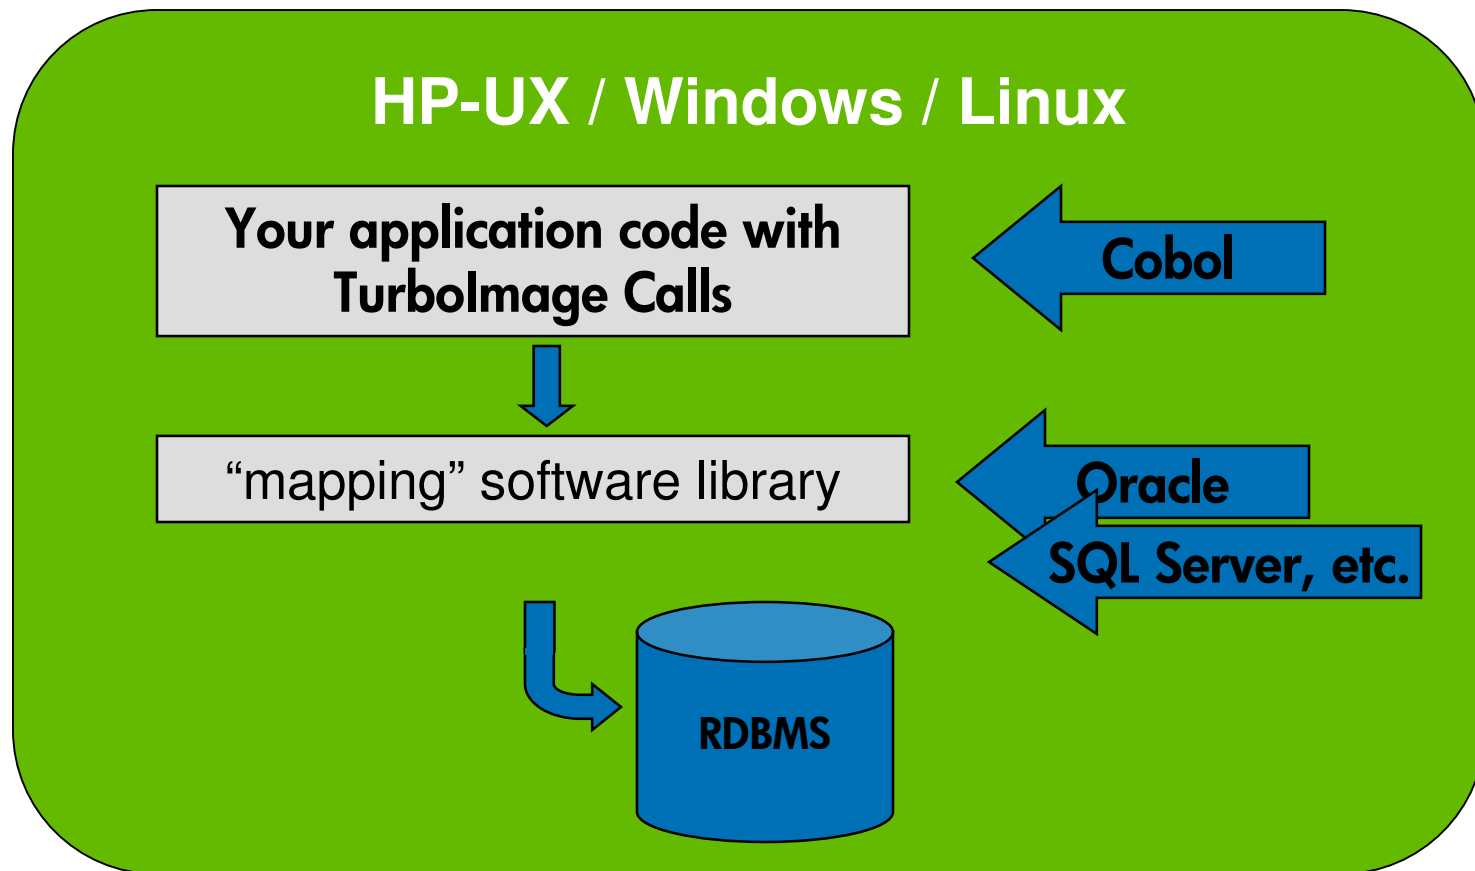 HP-UX / Windows / Linux
Your application code with
TurboImage Calls
Cobol
“mapping” software library
Oracle
SQL Server, etc.
RDBMS